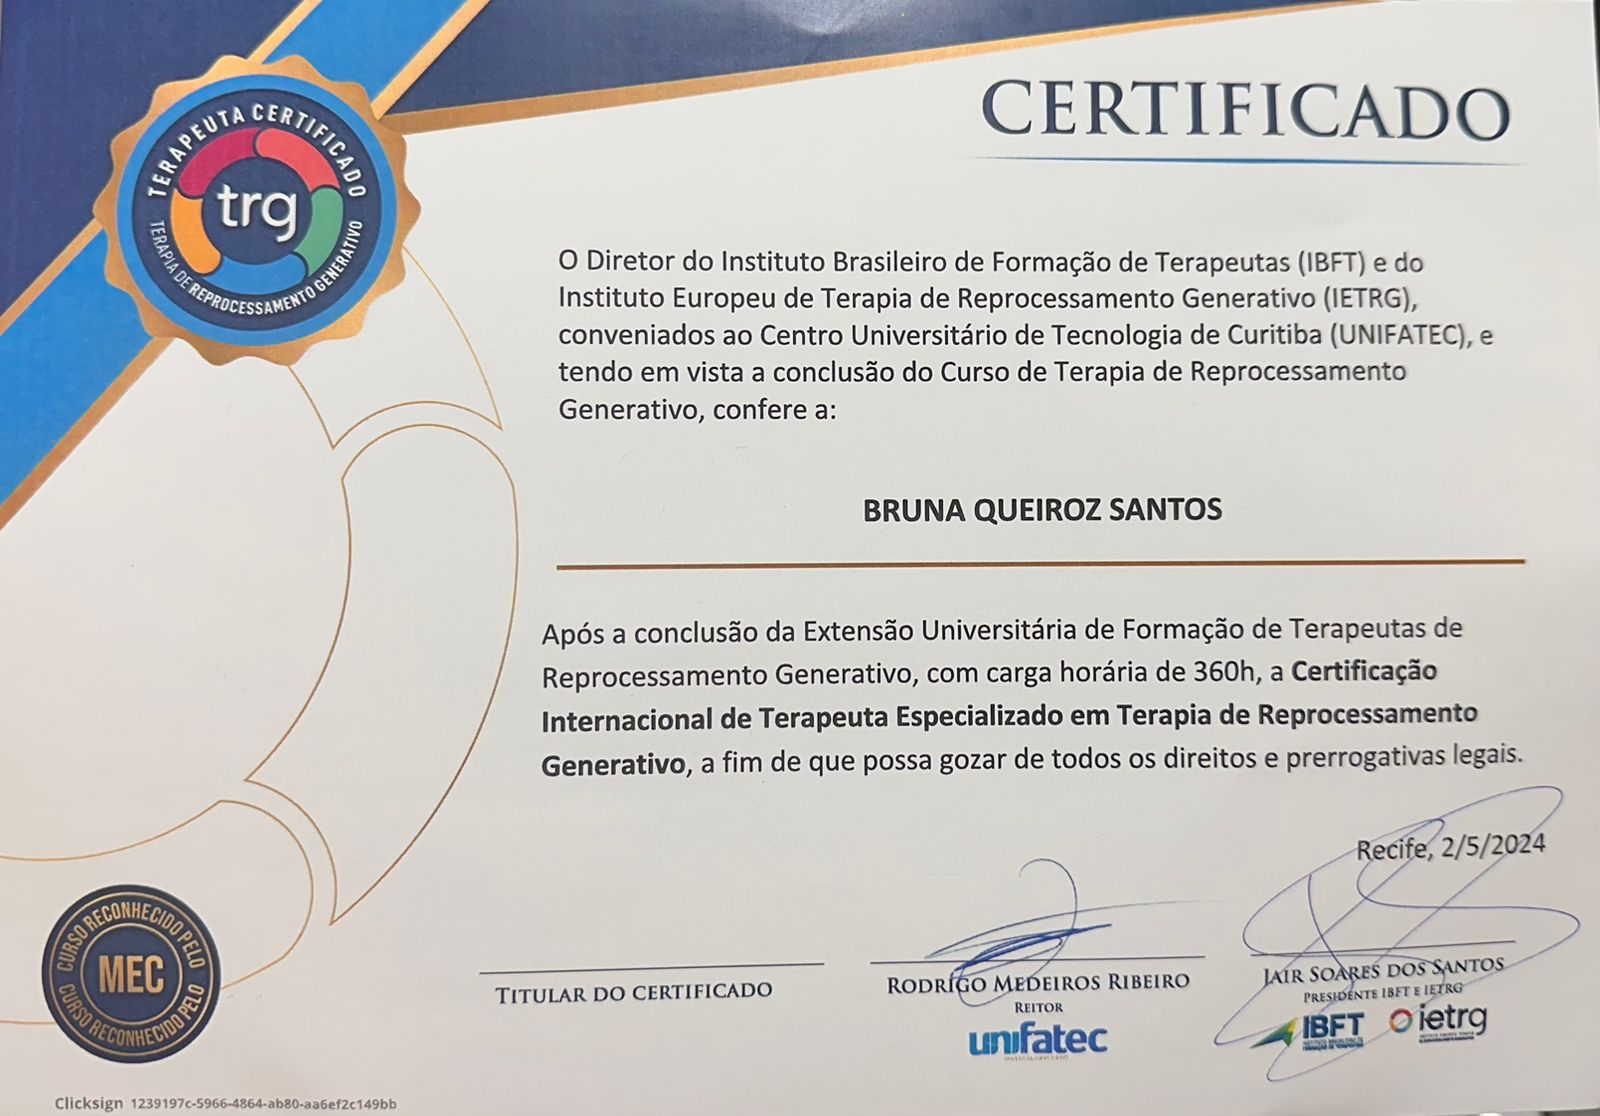 TERAPEUTA CERTIFICADO
trg
TERAPIA DE REPROCESSAMENTO GENERATIVO
CERTIFICADO
O Diretor do Instituto Brasileiro de Formação de Terapeutas (IBFT) e do
Instituto Europeu de Terapia de Reprocessamento Generativo (IETRG),
conveniados ao Centro Universitário de Tecnologia de Curitiba (UNIFATEC), e
tendo em vista a conclusão do Curso de Terapia de Reprocessamento
Generativo, confere a:
BRUNA QUEIROZ SANTOS
Após a conclusão da Extensão Universitária de Formação de Terapeutas de
Reprocessamento Generativo, com carga horária de 360h, a Certificação
Internacional de Terapeuta Especializado em Terapia de Reprocessamento
Generativo, a fim de que possa gozar de todos os direitos e prerrogativas legais.
Recife, 2/5/2024
CURSO RECONHECIDO PELO
MEC
CURSO RECONHECIDO PELO
TITULAR DO CERTIFICADO
RODRIGO MEDEIROS RIBEIRO
REITOR
unifatec
JAIR SOARES DOS SANTOS
PRESIDENTE IBFT E IETRG
IBFT
ietrg
Clicksign 1239197c-5966-4864-ab80-aa6ef2c149bb